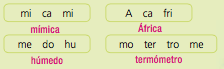 mi ca mi
mímica
A ca fri
África
me do hu
húmedo
mo ter tro me
termómetro